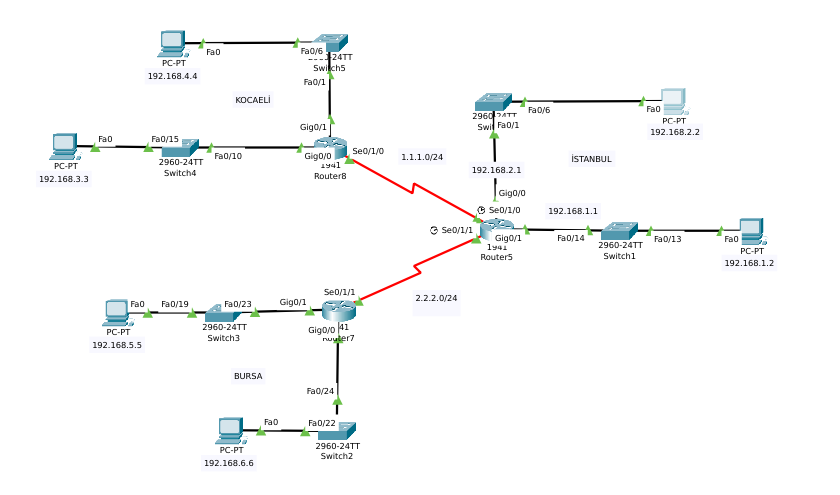 PC-PT
192.168.4.4
Fa0
Fa0/6
Switch5
Fa0/1
KOCAELİ
Gig0/1
PC-PT
192.168.3.3
Fa0
Fa0/15
2960-24TT
Switch4
Fa0/10
Gig0/0
1941
Router8
Se0/1/0
1.1.1.0/24
Fa0/1
Fa0/6
Fa0
PC-PT
192.168.2.2
192.168.2.1
İSTANBUL
Gig0/0
Se0/1/0
192.168.1.1
Se0/1/1
Gig0/1
1941
Router5
Fa0/14
2960-24TT
Switch1
Fa0/13
Fa0
PC-PT
192.168.1.2
2.2.2.0/24
Se0/1/1
Fa0
PC-PT
192.168.5.5
Fa0/19
Fa0/23
2960-24TT
Switch3
Gig0/1
Gig0/0
41
Router7
BURSA
Fa0/24
Fa0
Fa0/22
PC-PT
192.168.6.6
2960-24TT
Switch2